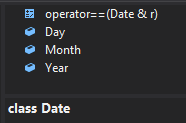 operator==(Date & r)
Day
Month
Year
class Date